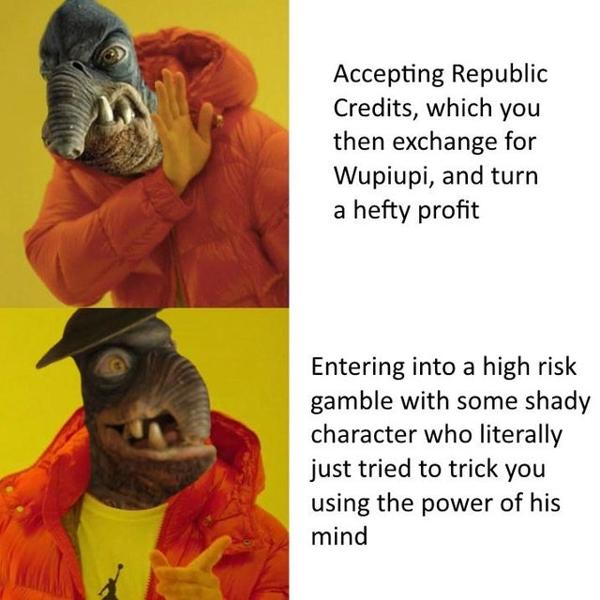 Accepting Republic
Credits, which you
then exchange for
Wupiupi, and turn
a hefty profit
Entering into a high risk
gamble with some shady
character who literally
just tried to trick you
using the power of his
mind